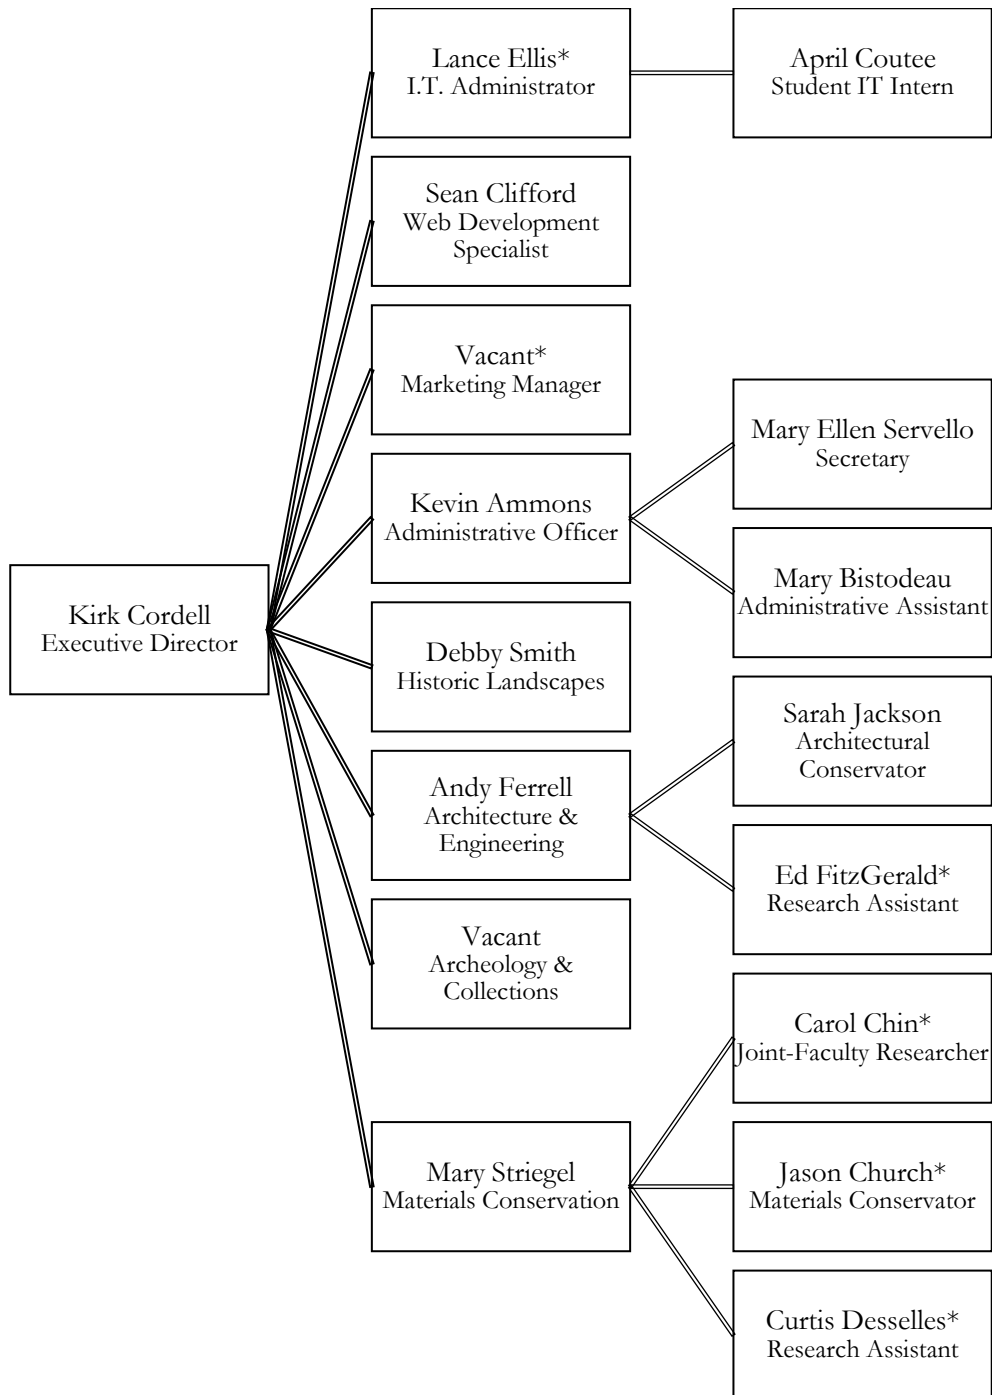 Lance Ellis*
I.T. Administrator
April Coutee
Student IT Intern
Sean Clifford
Web Development
Specialist
Vacant*
Marketing Manager
Mary Ellen Servello
Secretary
Kevin Ammons
Administrative Officer
Mary Bistodeau
Administrative Assistant
Kirk Cordell
Executive Director
Debby Smith
Historic Landscapes
Sarah Jackson
Architectural
Conservator
Andy Ferrell
Architecture &
Engineering
Ed FitzGerald*
Research Assistant
Vacant
Archeology &
Collections
Carol Chin*
Joint-Faculty Researcher
Mary Striegel
Materials Conservation
Jason Church*
Materials Conservator
Curtis Desselles*
Research Assistant